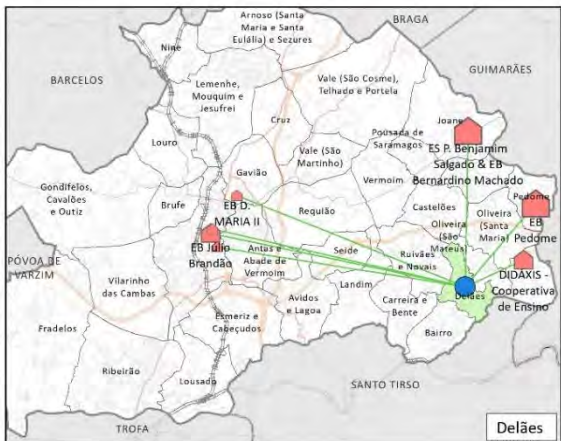 BRAGA
Arnoso (Santa
Maria e Santa
Eulália) e Sezures
Nine
GUIMARÃES
BARCELOS
Lemenhe,
Mouquim e
Jesufrei
Vale (São Cosme),
Telhado e Portela
Joane
Cruz
Pousada de
Saramagos
ES P. Benjamim
Salgado & EB
Bernardino Machado
Louro
Vale (São
Martinho)
Gavião
Vermoim
Gondifelos,
Cavalões
e Outiz
Brufe
EB D.
MARIA II
Requião
Castelões
Pedome
EB
Pedome
Oliveira
(Santa
Maria)
Oliveira
(São
Mateus)
EB Júlio
Brandão
Antas e
Abade de
Vermoim
Seide
Ruivães
e Novais
DIDÁXIS -
Cooperativa
de Ensino
PÓVOA DE
VARZIM
Vilarinho
das Cambas
Landim
Delães
Avidos
e Lagoa
Carreira e
Bente
Fradelos
Esmeriz e
Cabeçudos
Bairro
Ribeirão
Lousado
SANTO TIRSO
TROFA
Delães